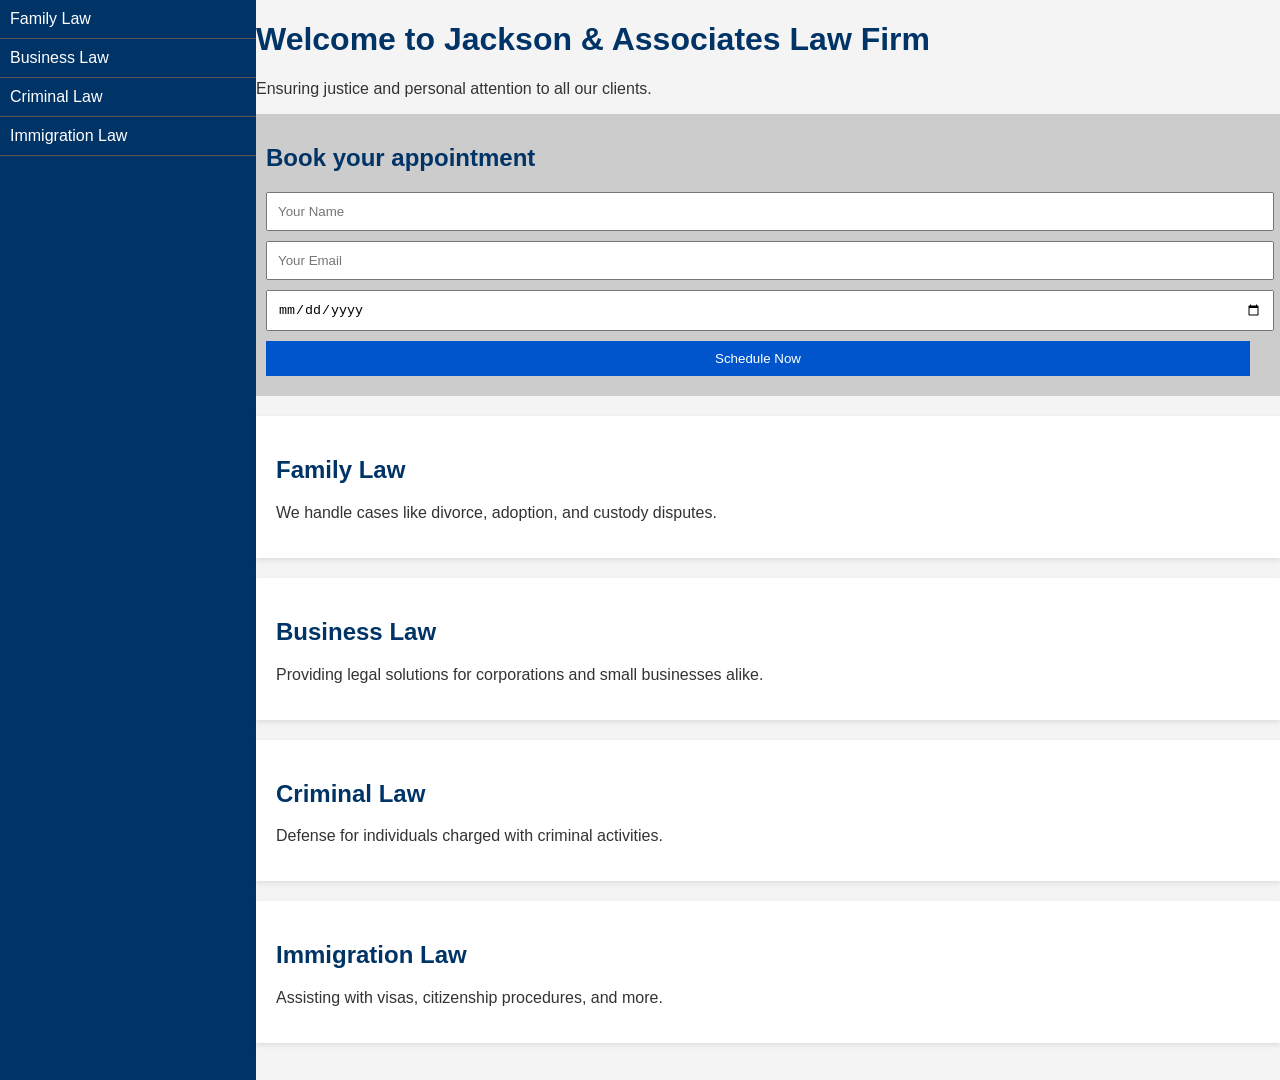 Family Law
Business Law
Criminal Law
Immigration Law
Welcome to Jackson & Associates Law Firm
Ensuring justice and personal attention to all our clients.
Book your appointment
Your Name
Your Email
mm/dd/yyyy
Schedule Now
Family Law
We handle cases like divorce, adoption, and custody disputes.
Business Law
Providing legal solutions for corporations and small businesses alike.
Criminal Law
Defense for individuals charged with criminal activities.
Immigration Law
Assisting with visas, citizenship procedures, and more.